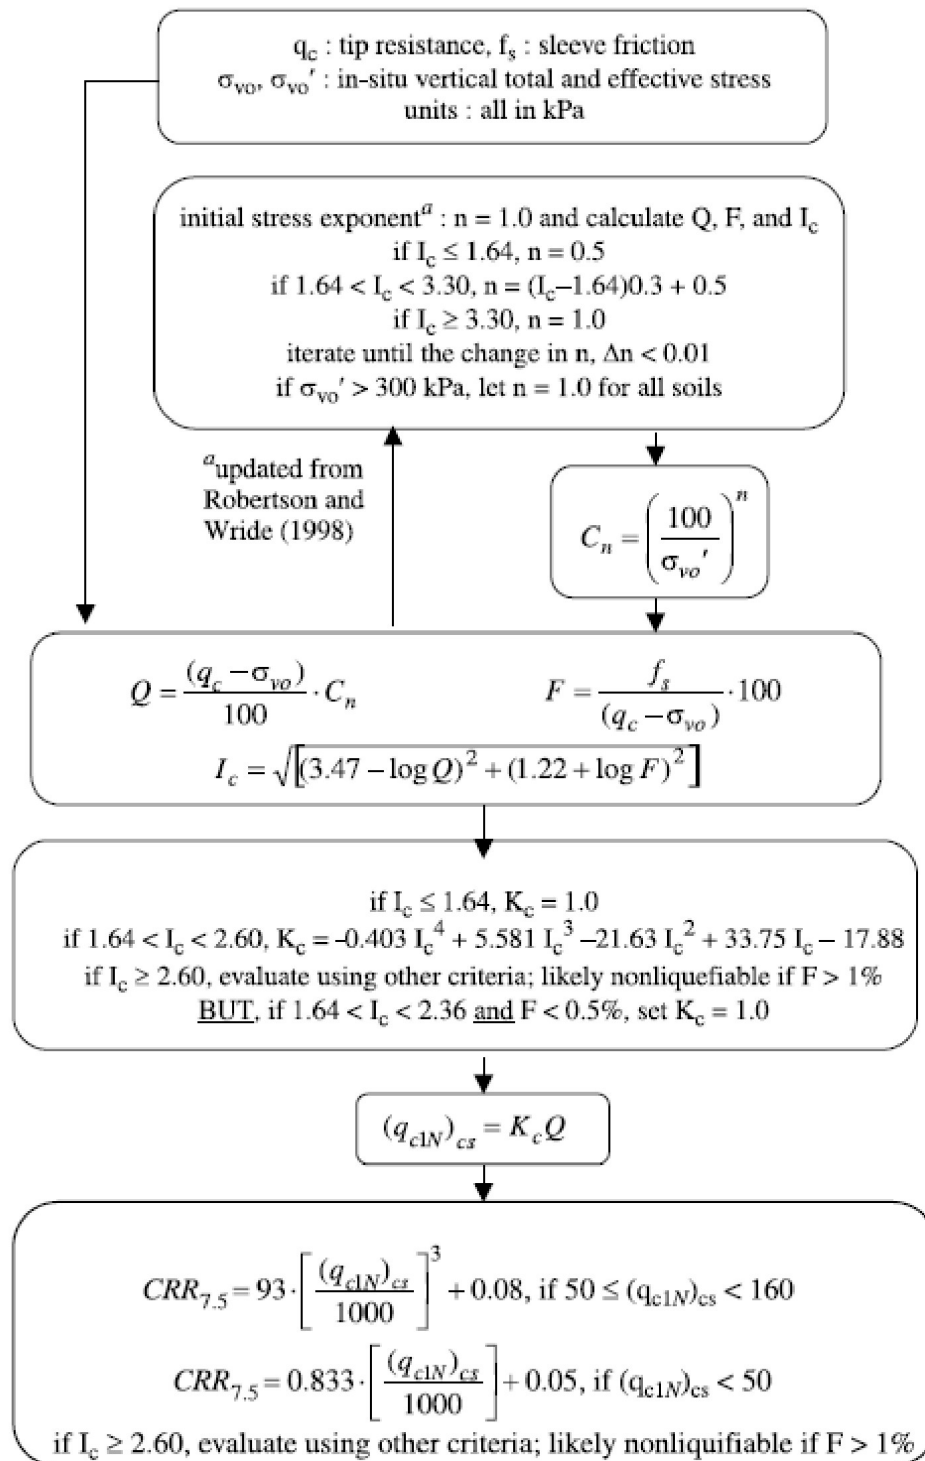 q_c : tip resistance, f_s : sleeve friction
σ_vo, σ_vo′ : in-situ vertical total and effective stress
units : all in kPa
initial stress exponent^a : n = 1.0 and calculate Q, F, and I_c
if I_c ≤ 1.64, n = 0.5
if 1.64 < I_c < 3.30, n = (I_c–1.64)0.3 + 0.5
if I_c ≥ 3.30, n = 1.0
iterate until the change in n, Δn < 0.01
if σ_vo′ > 300 kPa, let n = 1.0 for all soils
^a updated from
Robertson and
Wride (1998)
C_n = (100 / σ_vo′)^n
Q = (q_c – σ_vo) / 100 · C_n
F = f_s / (q_c – σ_vo) · 100
I_c = √[(3.47 – log Q)^2 + (1.22 + log F)^2]
if I_c ≤ 1.64, K_c = 1.0
if 1.64 < I_c < 2.60, K_c = –0.403 I_c^4 + 5.581 I_c^3 –21.63 I_c^2 + 33.75 I_c – 17.88
if I_c ≥ 2.60, evaluate using other criteria; likely nonliquefiable if F > 1%
BUT, if 1.64 < I_c < 2.36 and F < 0.5%, set K_c = 1.0
(q_c1N)_cs = K_c Q
CRR_7.5 = 93 · [(q_c1N)_cs / 1000]^3 + 0.08, if 50 ≤ (q_c1N)_cs < 160
CRR_7.5 = 0.833 · [(q_c1N)_cs / 1000] + 0.05, if (q_c1N)_cs < 50
if I_c ≥ 2.60, evaluate using other criteria; likely nonliquifiable if F > 1%